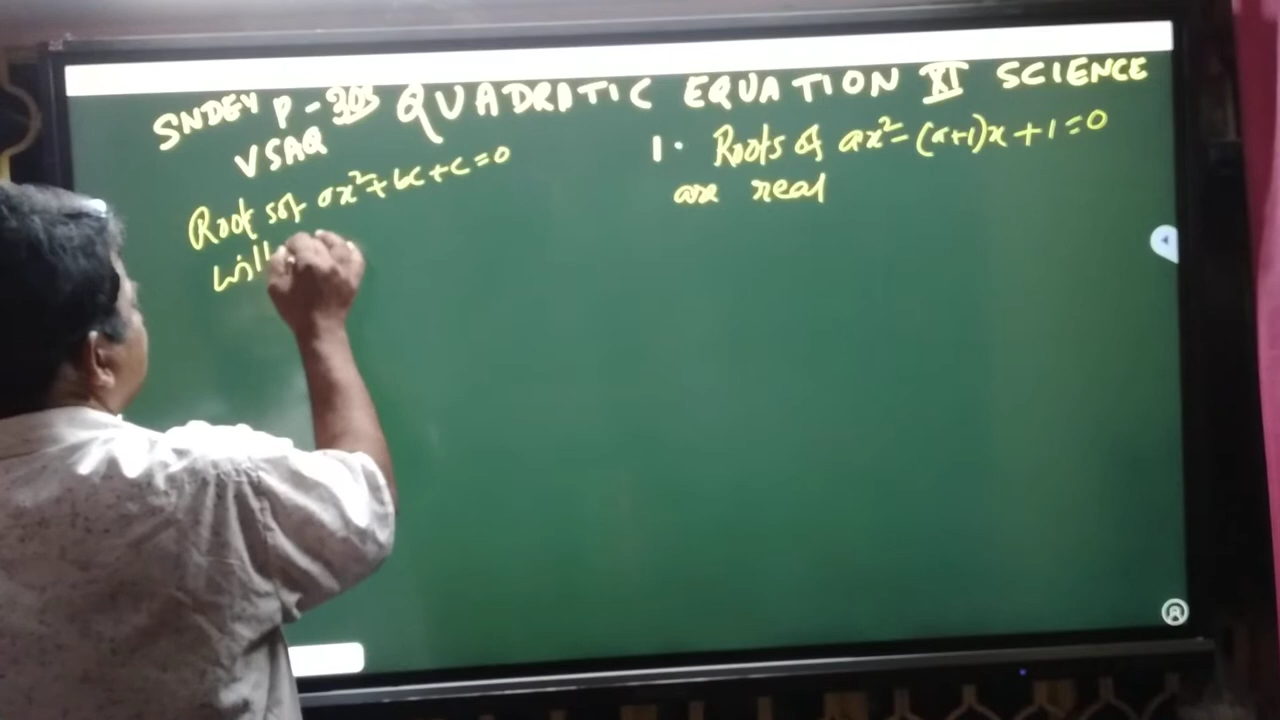 SNDEY P-303 QUADRATIC EQUATION XI SCIENCE
VSAQ
Roots of ax²+bx+c=0
will
1. Roots of ax²-(a+1)x+1=0
are real